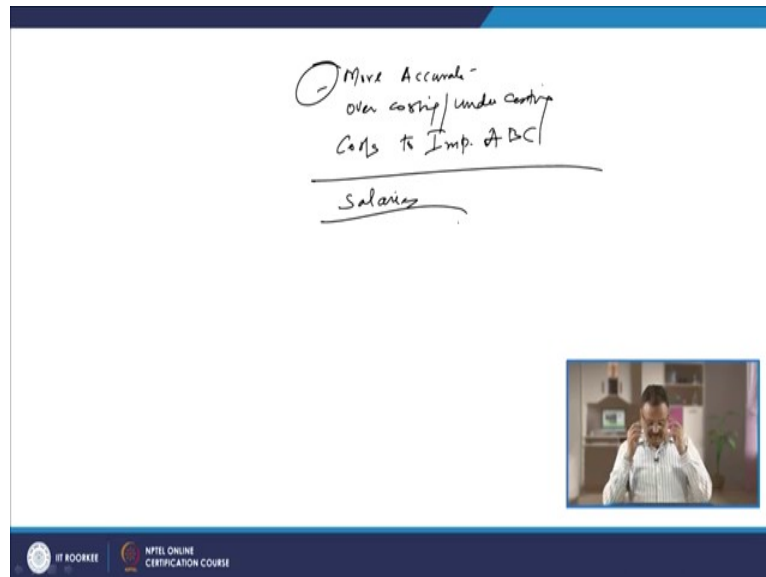 - More Accurate -
over costing/under costing
Costs to Imp. ABC
Salaries
IIT ROORKEE
NPTEL ONLINE
CERTIFICATION COURSE